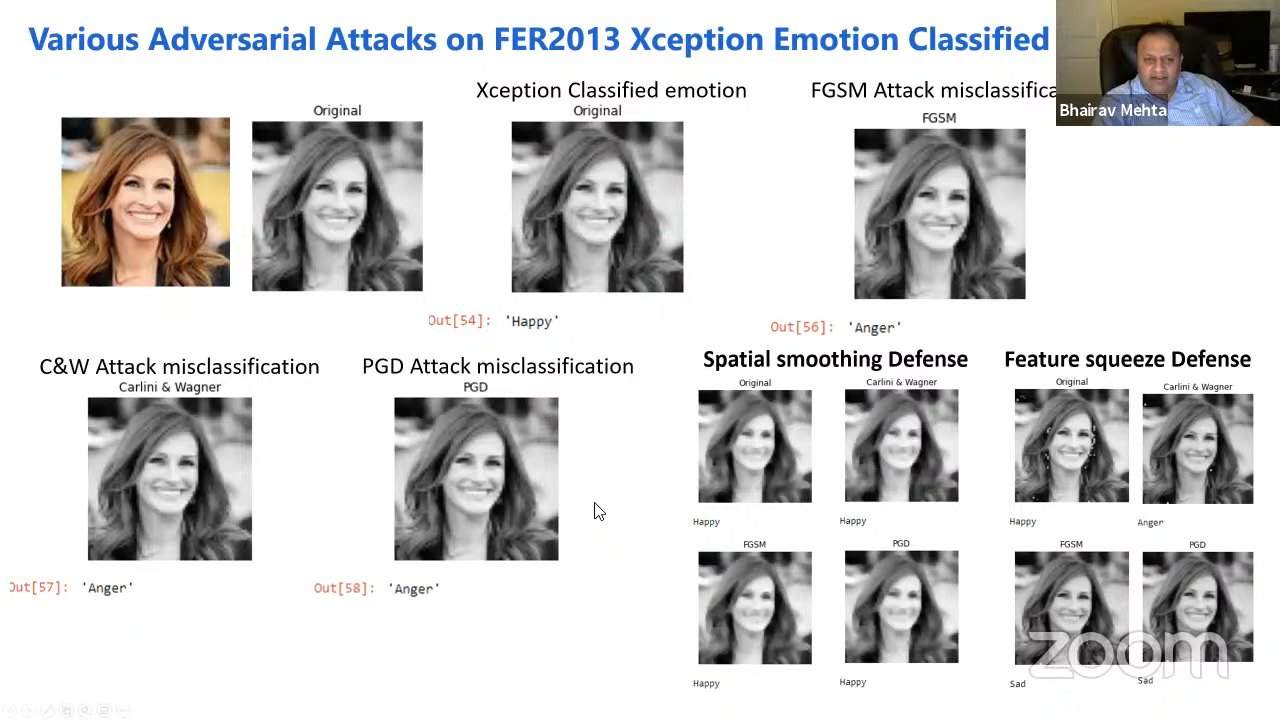 Various Adversarial Attacks on FER2013 Xception Emotion Classified
Bhairav Mehta
Xception Classified emotion
FGSM Attack misclassifica
Original
Original
FGSM
Out[54]: 'Happy'
Out[56]: 'Anger'
C&W Attack misclassification
PGD Attack misclassification
Carlini & Wagner
PGD
Out[57]: 'Anger'
Out[58]: 'Anger'
Spatial smoothing Defense
Original
Carlini & Wagner
Happy
Happy
FGSM
PGD
Happy
Happy
Feature squeeze Defense
Original
Carlini & Wagner
Happy
Anger
FGSM
PGD
Sad
Sad
zoom